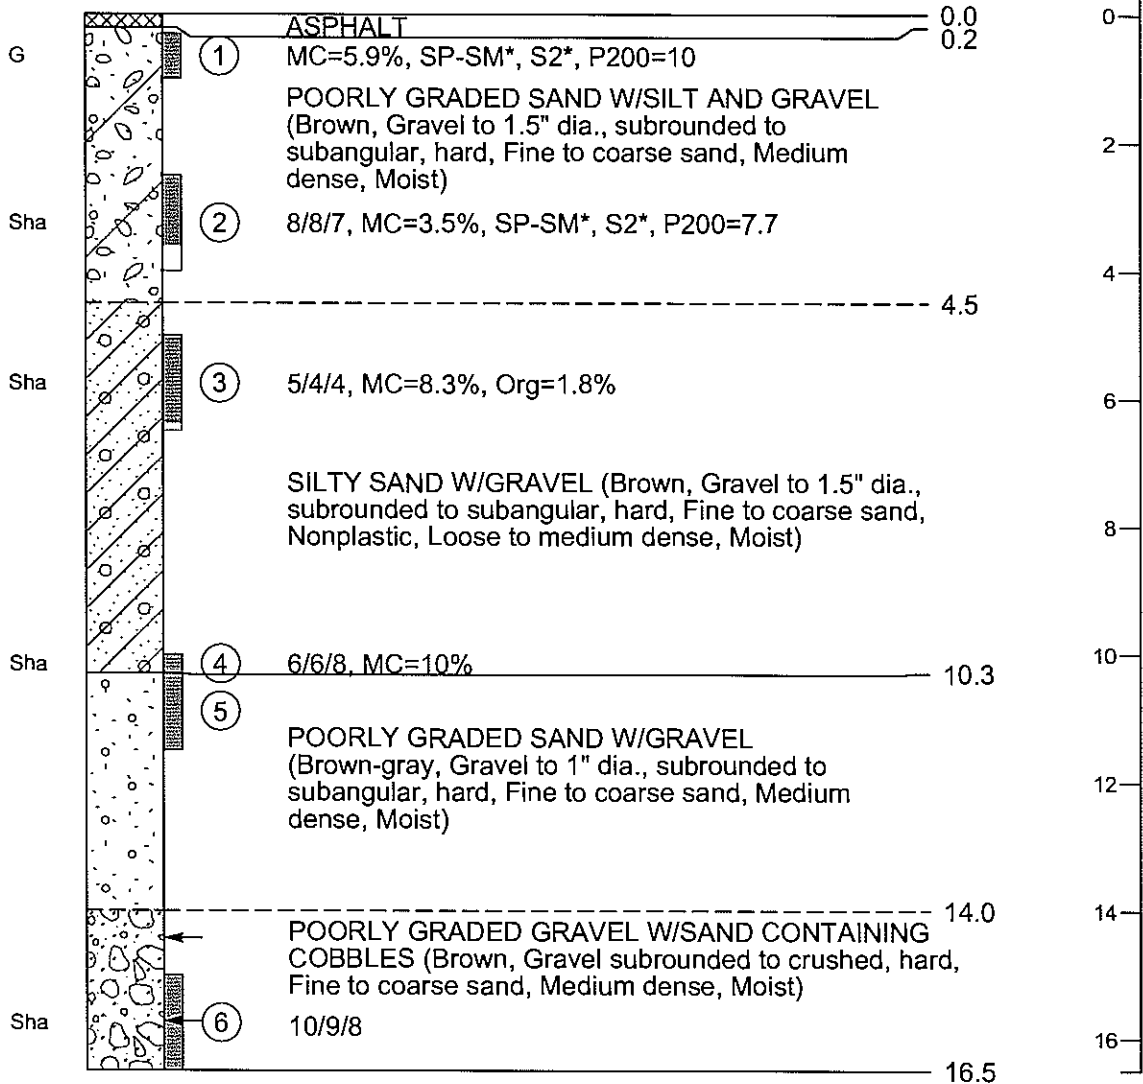 ASPHALT
0.0
0.2
0
G
1
MC=5.9%, SP-SM*, S2*, P200=10
POORLY GRADED SAND W/SILT AND GRAVEL
(Brown, Gravel to 1.5" dia., subrounded to
subangular, hard, Fine to coarse sand, Medium
dense, Moist)
2
Sha
2
8/8/7, MC=3.5%, SP-SM*, S2*, P200=7.7
4
4.5
Sha
3
5/4/4, MC=8.3%, Org=1.8%
6
SILTY SAND W/GRAVEL (Brown, Gravel to 1.5" dia.,
subrounded to subangular, hard, Fine to coarse sand,
Nonplastic, Loose to medium dense, Moist)
8
Sha
4
6/6/8, MC=10%
10
10.3
5
POORLY GRADED SAND W/GRAVEL
(Brown-gray, Gravel to 1" dia., subrounded to
subangular, hard, Fine to coarse sand, Medium
dense, Moist)
12
14.0
14
POORLY GRADED GRAVEL W/SAND CONTAINING
COBBLES (Brown, Gravel subrounded to crushed, hard,
Fine to coarse sand, Medium dense, Moist)
Sha
6
10/9/8
16
16.5